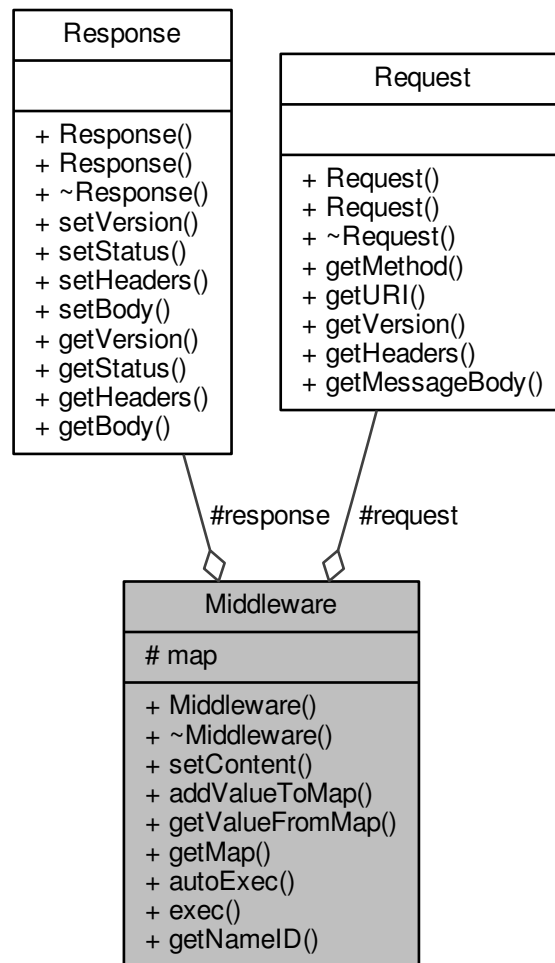 Response
+ Response()
+ Response()
+ ~Response()
+ setVersion()
+ setStatus()
+ setHeaders()
+ setBody()
+ getVersion()
+ getStatus()
+ getHeaders()
+ getBody()
Request
+ Request()
+ Request()
+ ~Request()
+ getMethod()
+ getURI()
+ getVersion()
+ getHeaders()
+ getMessageBody()
#response
#request
Middleware
# map
+ Middleware()
+ ~Middleware()
+ setContent()
+ addValueToMap()
+ getValueFromMap()
+ getMap()
+ autoExec()
+ exec()
+ getNameID()